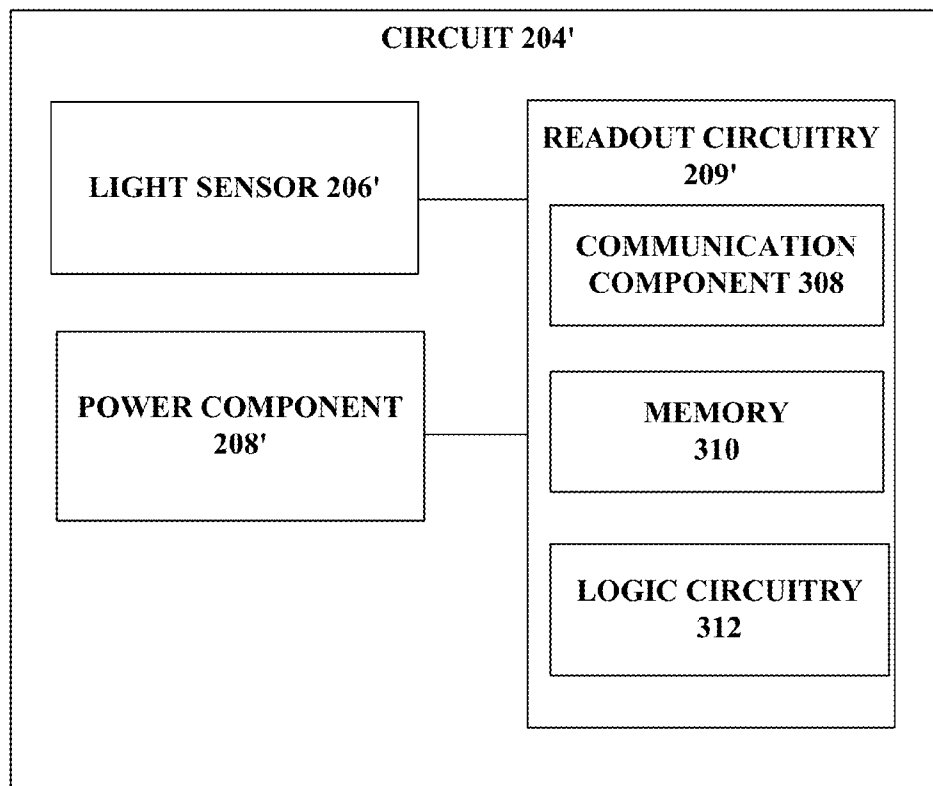 CIRCUIT 204'
LIGHT SENSOR 206'
POWER COMPONENT
208'
READOUT CIRCUITRY
209'
COMMUNICATION
COMPONENT 308
MEMORY
310
LOGIC CIRCUITRY
312